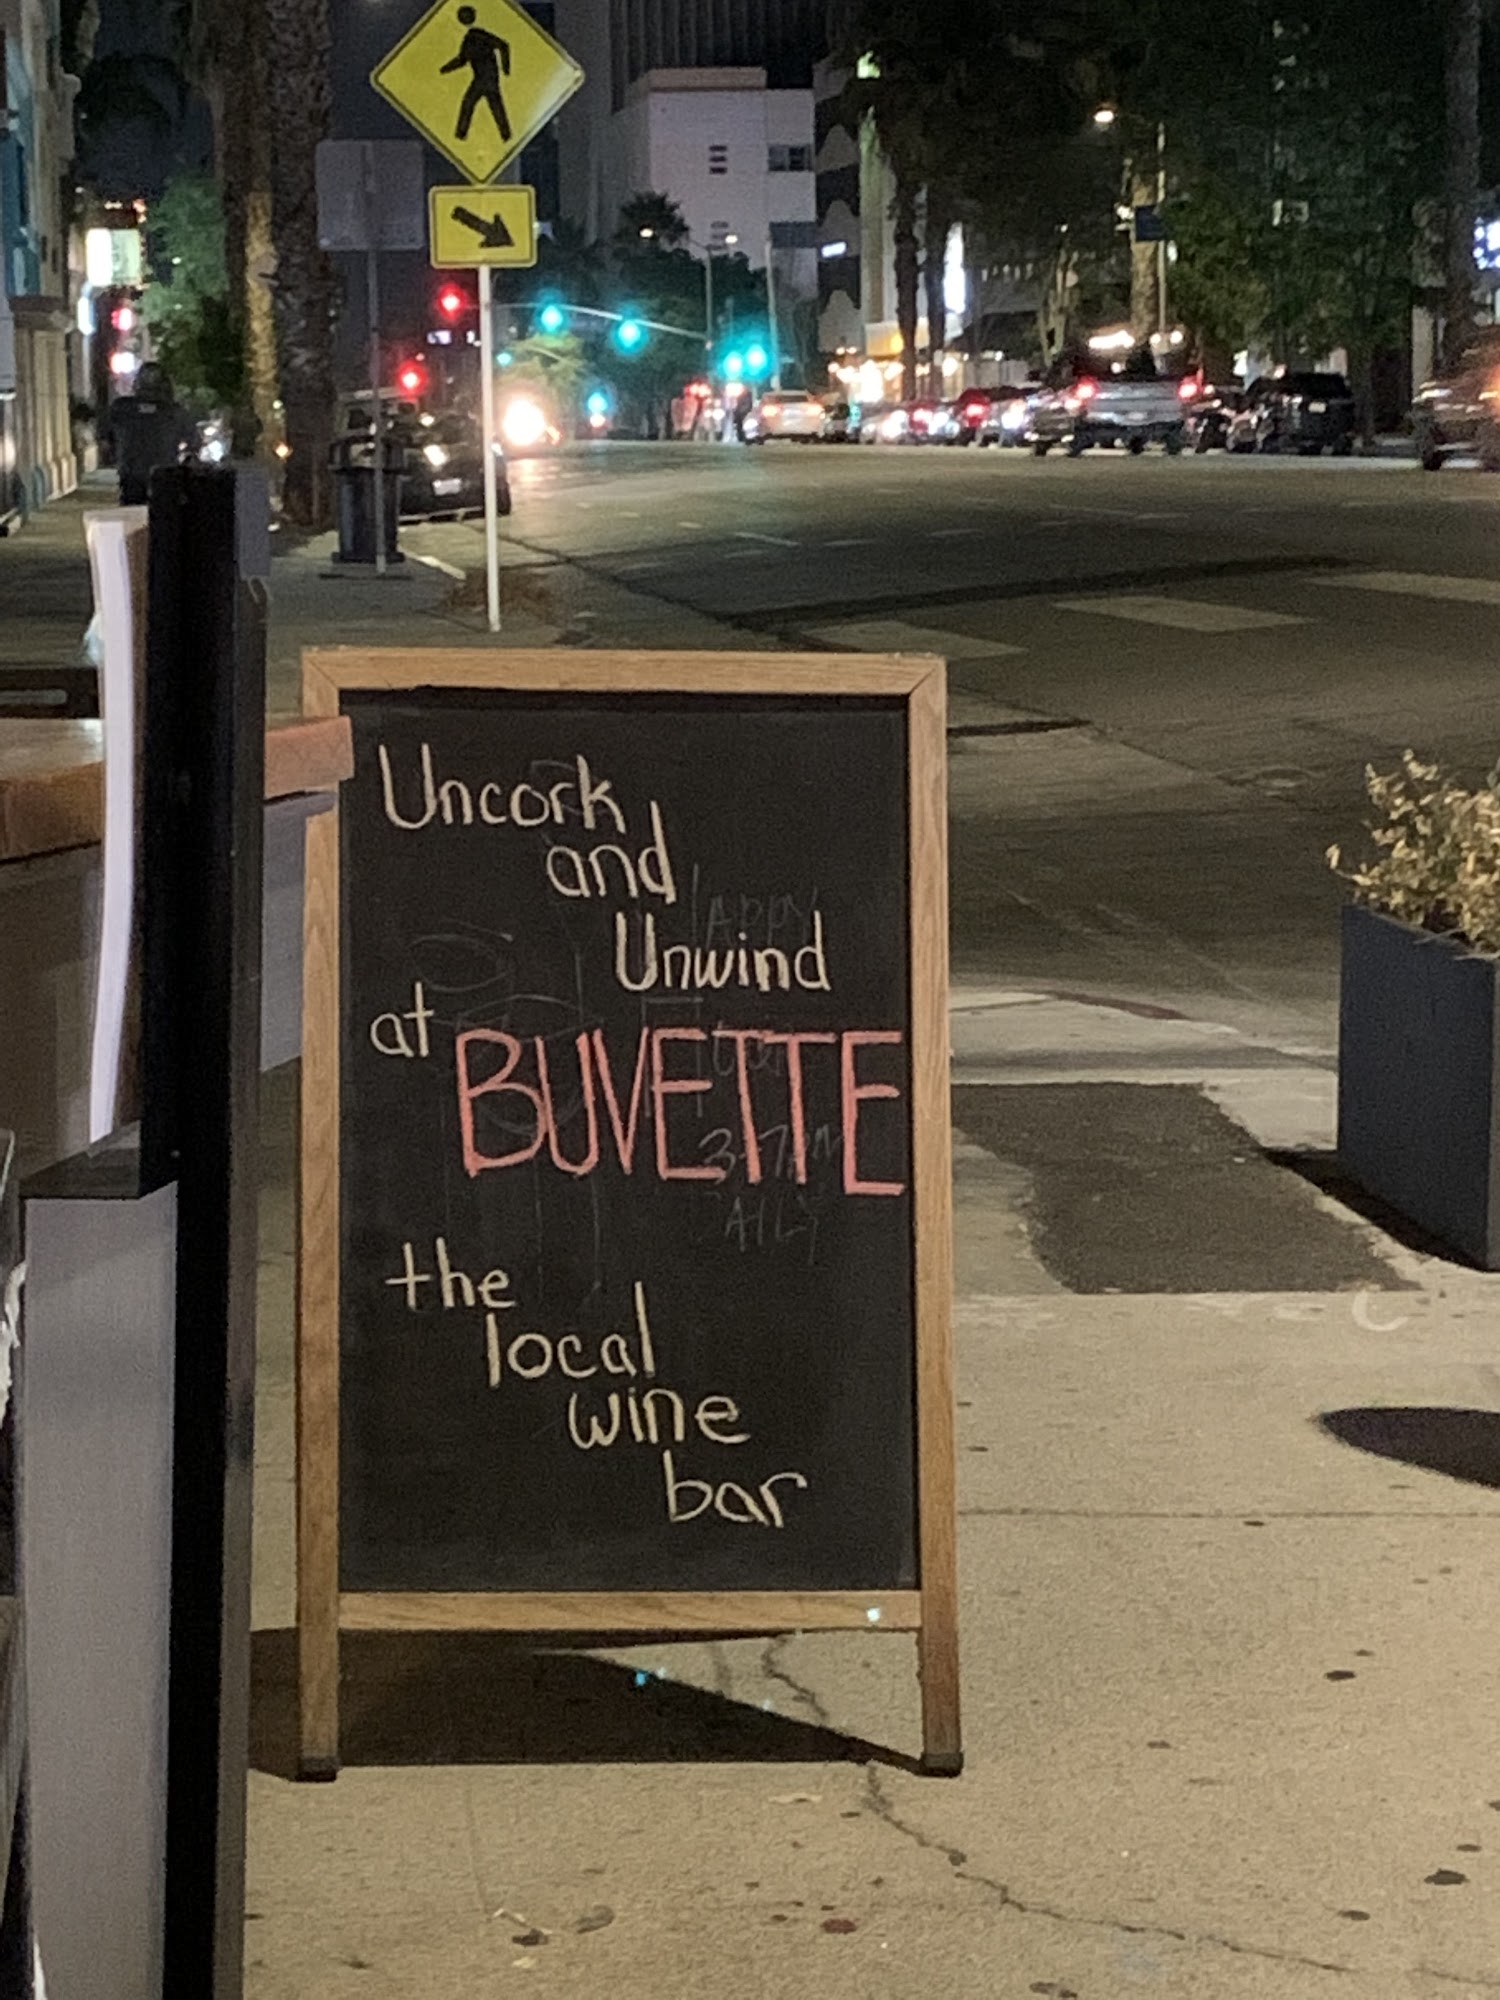 Uncork
and
Unwind
at BUVETTE
the
local
wine
bar